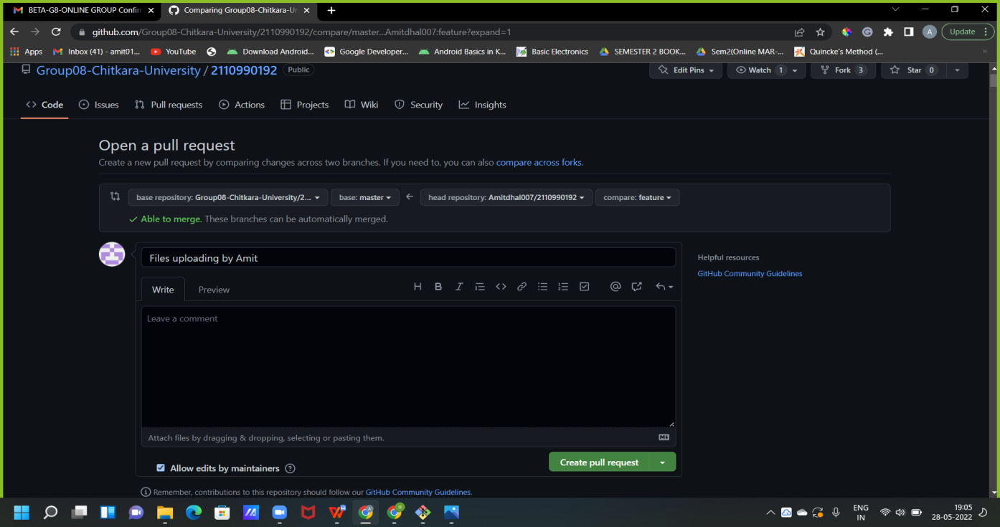 BETA-G8-ONLINE GROUP Confirm
Comparing Group08-Chitkara-Un
github.com/Group08-Chitkara-University/2110990192/compare/master...Amitdhal007:feature?expand=1
A
Update
Apps
Inbox (41) - amit01...
YouTube
Download Android...
Google Developer...
Android Basics in K...
Basic Electronics
SEMESTER 2 BOOK...
Sem2(Online MAR-...
Quincke's Method (...
Group08-Chitkara-University / 2110990192 Public
Edit Pins
Watch 1
Fork 3
Star 0
Code
Issues
Pull requests
Actions
Projects
Wiki
Security
Insights
Open a pull request
Create a new pull request by comparing changes across two branches. If you need to, you can also compare across forks.
base repository: Group08-Chitkara-University/2...
base: master
head repository: Amitdhal007/2110990192
compare: feature
Able to merge. These branches can be automatically merged.
Files uploading by Amit
Helpful resources
GitHub Community Guidelines
Write
Preview
Leave a comment
Attach files by dragging & dropping, selecting or pasting them.
Allow edits by maintainers
Create pull request
Remember, contributions to this repository should follow our GitHub Community Guidelines.
ENG
IN
19:05
28-05-2022